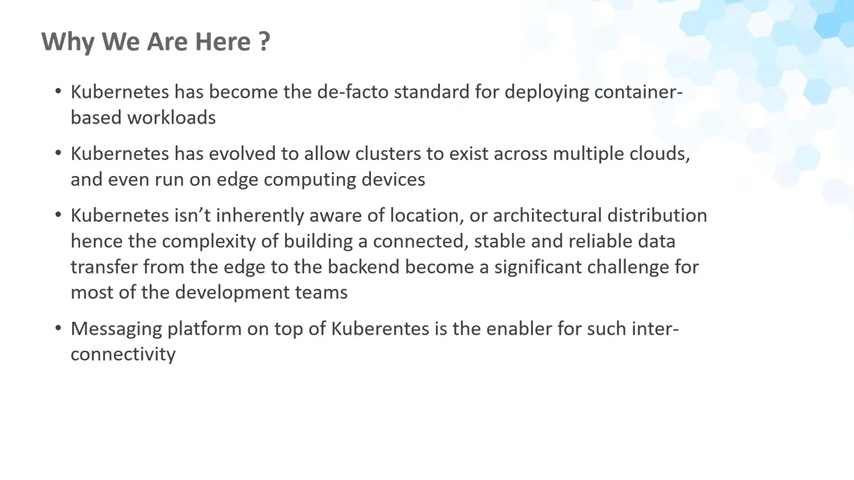 Why We Are Here ?
• Kubernetes has become the de-facto standard for deploying container-
based workloads
• Kubernetes has evolved to allow clusters to exist across multiple clouds,
and even run on edge computing devices
• Kubernetes isn’t inherently aware of location, or architectural distribution
hence the complexity of building a connected, stable and reliable data
transfer from the edge to the backend become a significant challenge for
most of the development teams
• Messaging platform on top of Kuberentes is the enabler for such inter-
connectivity